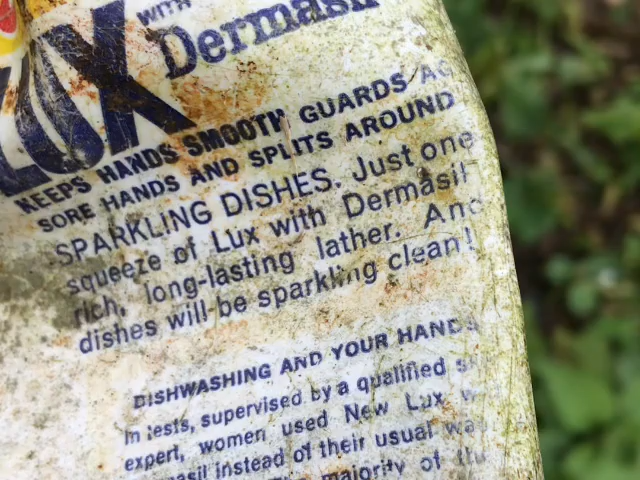 LUX WITH
Dermasil
KEEPS HANDS SMOOTH GUARDS AG
SORE HANDS AND SPLITS AROUND
SPARKLING DISHES. Just one
squeeze of Lux with Dermasil
rich, long-lasting lather. And
dishes will be sparkling clean!
DISHWASHING AND YOUR HANDS
In tests, supervised by a qualified
expert, women used New Lux
asil instead of their usual
majority of